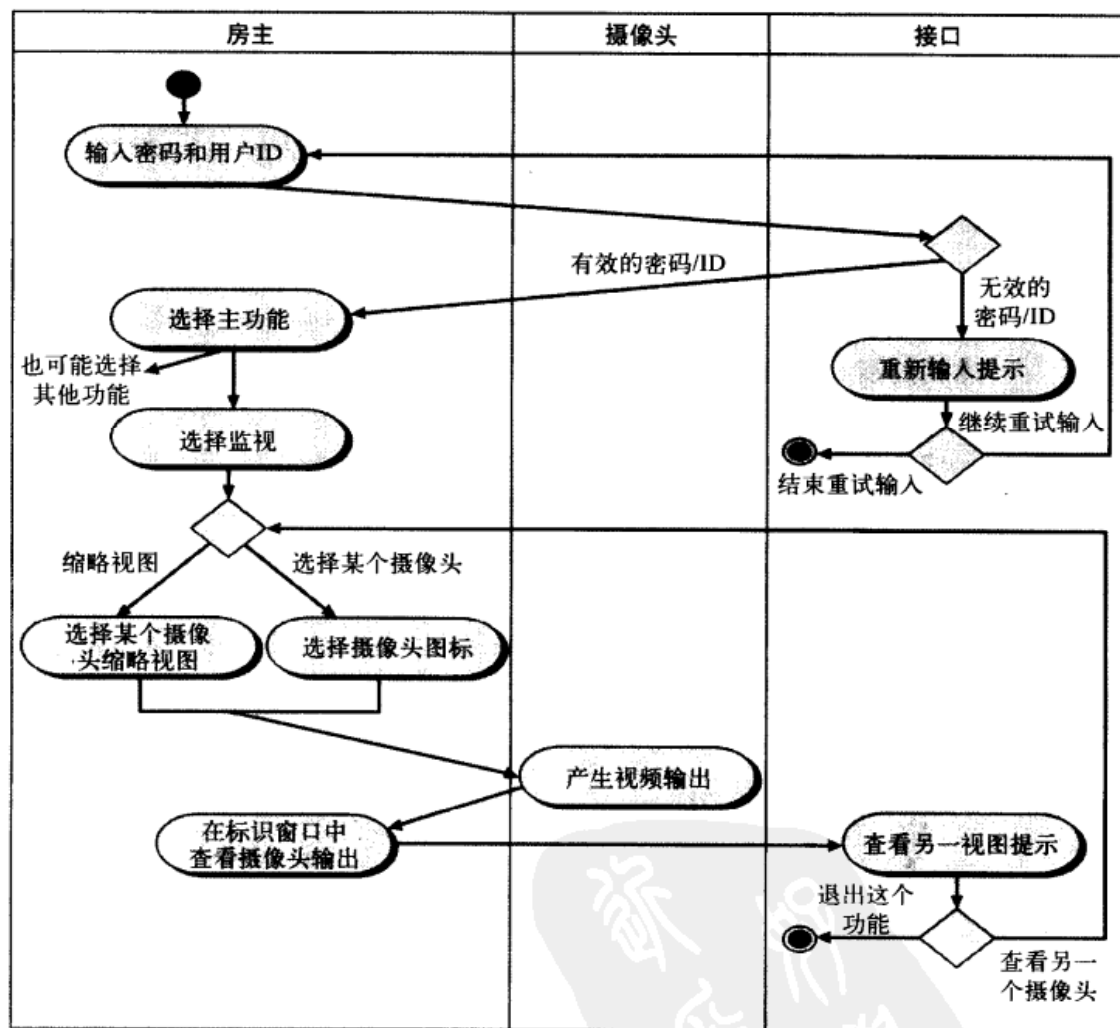 房主
摄像头
接口
输入密码和用户ID
有效的密码/ID
无效的
密码/ID
选择主功能
也可能选择
其他功能
重新输人提示
选择监视
继续重试输入
结束重试输入
缩略视图
选择某个摄像头
选择某个摄像
头缩略视图
选择摄像头图标
产生视频输出
在标识窗口中
查看摄像头输出
查看另一视图提示
退出这个
功能
查看另一
个摄像头